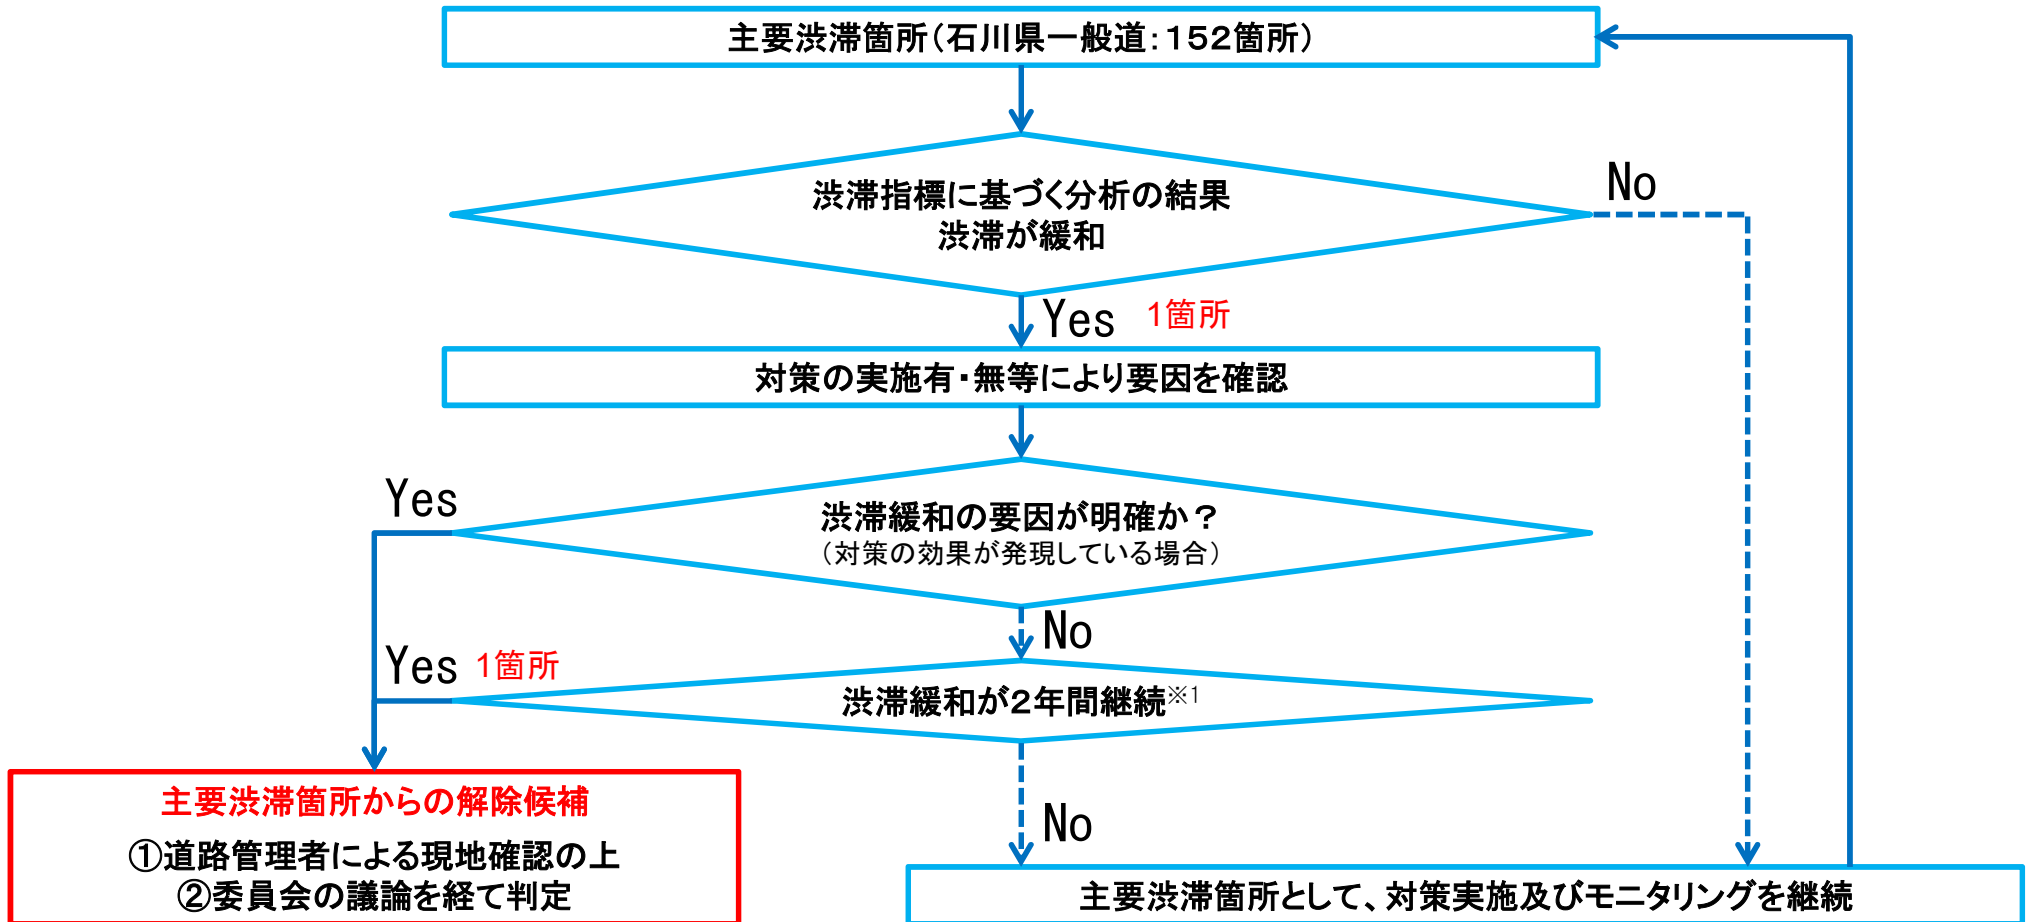 主要渋滞箇所（石川県一般道：１５２箇所）
渋滞指標に基づく分析の結果
渋滞が緩和
No
Yes 1箇所
対策の実施有・無等により要因を確認
Yes
渋滞緩和の要因が明確か？
（対策の効果が発現している場合）
No
Yes 1箇所
渋滞緩和が２年間継続※1
主要渋滞箇所からの解除候補
①道路管理者による現地確認の上
②委員会の議論を経て判定
No
主要渋滞箇所として、対策実施及びモニタリングを継続